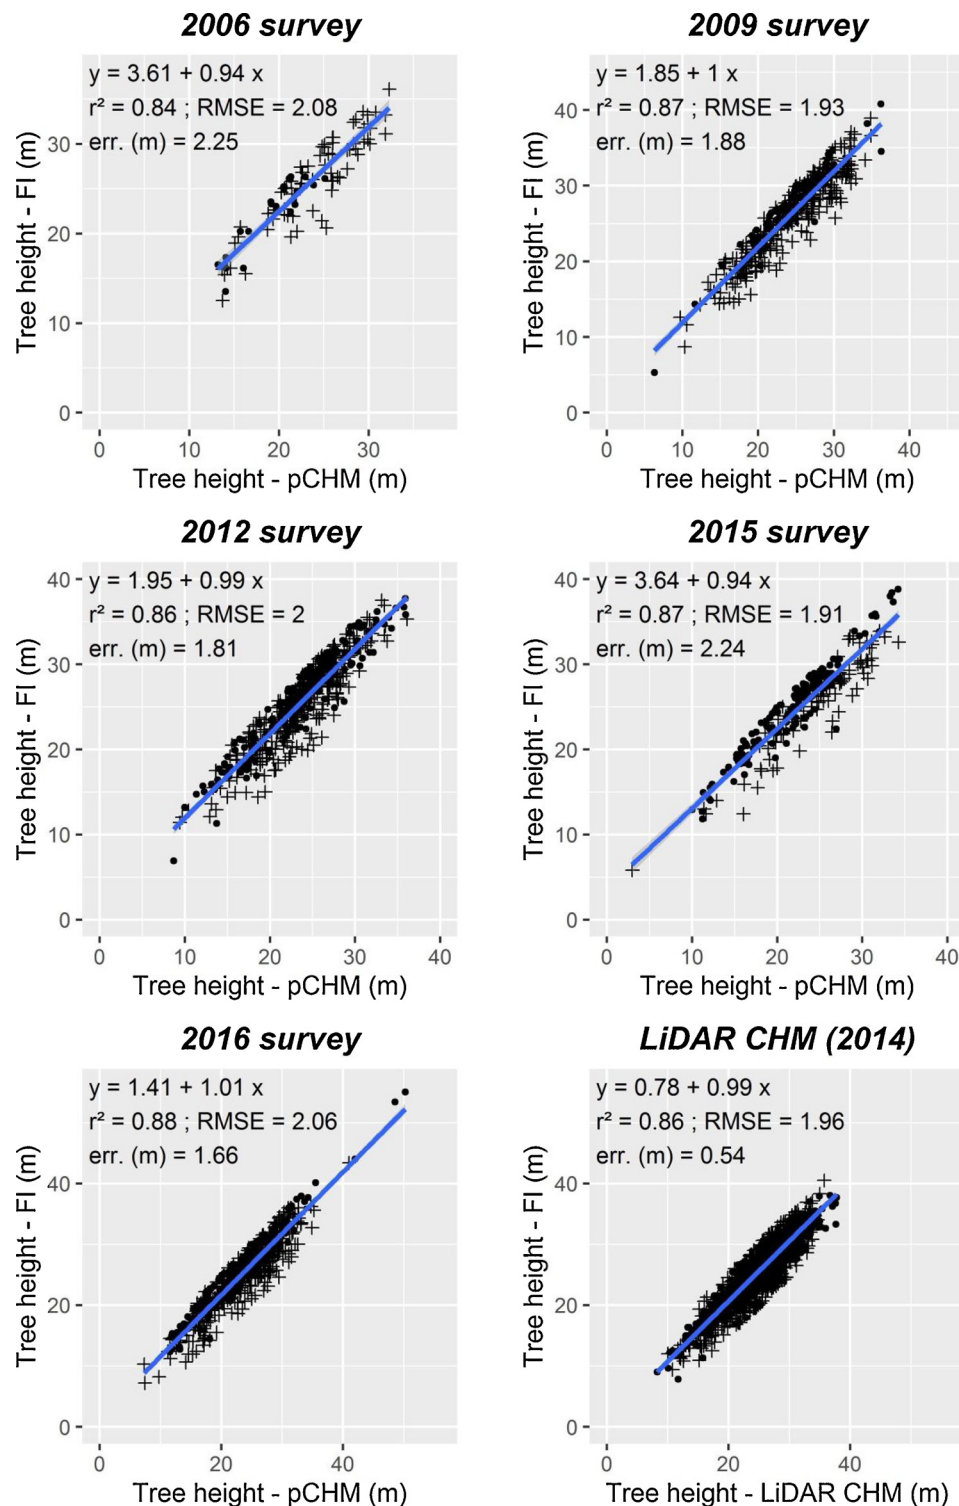 2006 survey
y = 3.61 + 0.94 x
r² = 0.84 ; RMSE = 2.08
err. (m) = 2.25
30
20
10
0
Tree height - FI (m)
0 10 20 30
Tree height - pCHM (m)
2009 survey
y = 1.85 + 1 x
r² = 0.87 ; RMSE = 1.93
err. (m) = 1.88
40
30
20
10
0
Tree height - FI (m)
0 10 20 30 40
Tree height - pCHM (m)
2012 survey
y = 1.95 + 0.99 x
r² = 0.86 ; RMSE = 2
err. (m) = 1.81
40
30
20
10
0
Tree height - FI (m)
0 10 20 30 40
Tree height - pCHM (m)
2015 survey
y = 3.64 + 0.94 x
r² = 0.87 ; RMSE = 1.91
err. (m) = 2.24
40
30
20
10
0
Tree height - FI (m)
0 10 20 30 40
Tree height - pCHM (m)
2016 survey
y = 1.41 + 1.01 x
r² = 0.88 ; RMSE = 2.06
err. (m) = 1.66
40
20
0
Tree height - FI (m)
0 20 40
Tree height - pCHM (m)
LiDAR CHM (2014)
y = 0.78 + 0.99 x
r² = 0.86 ; RMSE = 1.96
err. (m) = 0.54
40
20
0
Tree height - FI (m)
0 20 40
Tree height - LiDAR CHM (m)